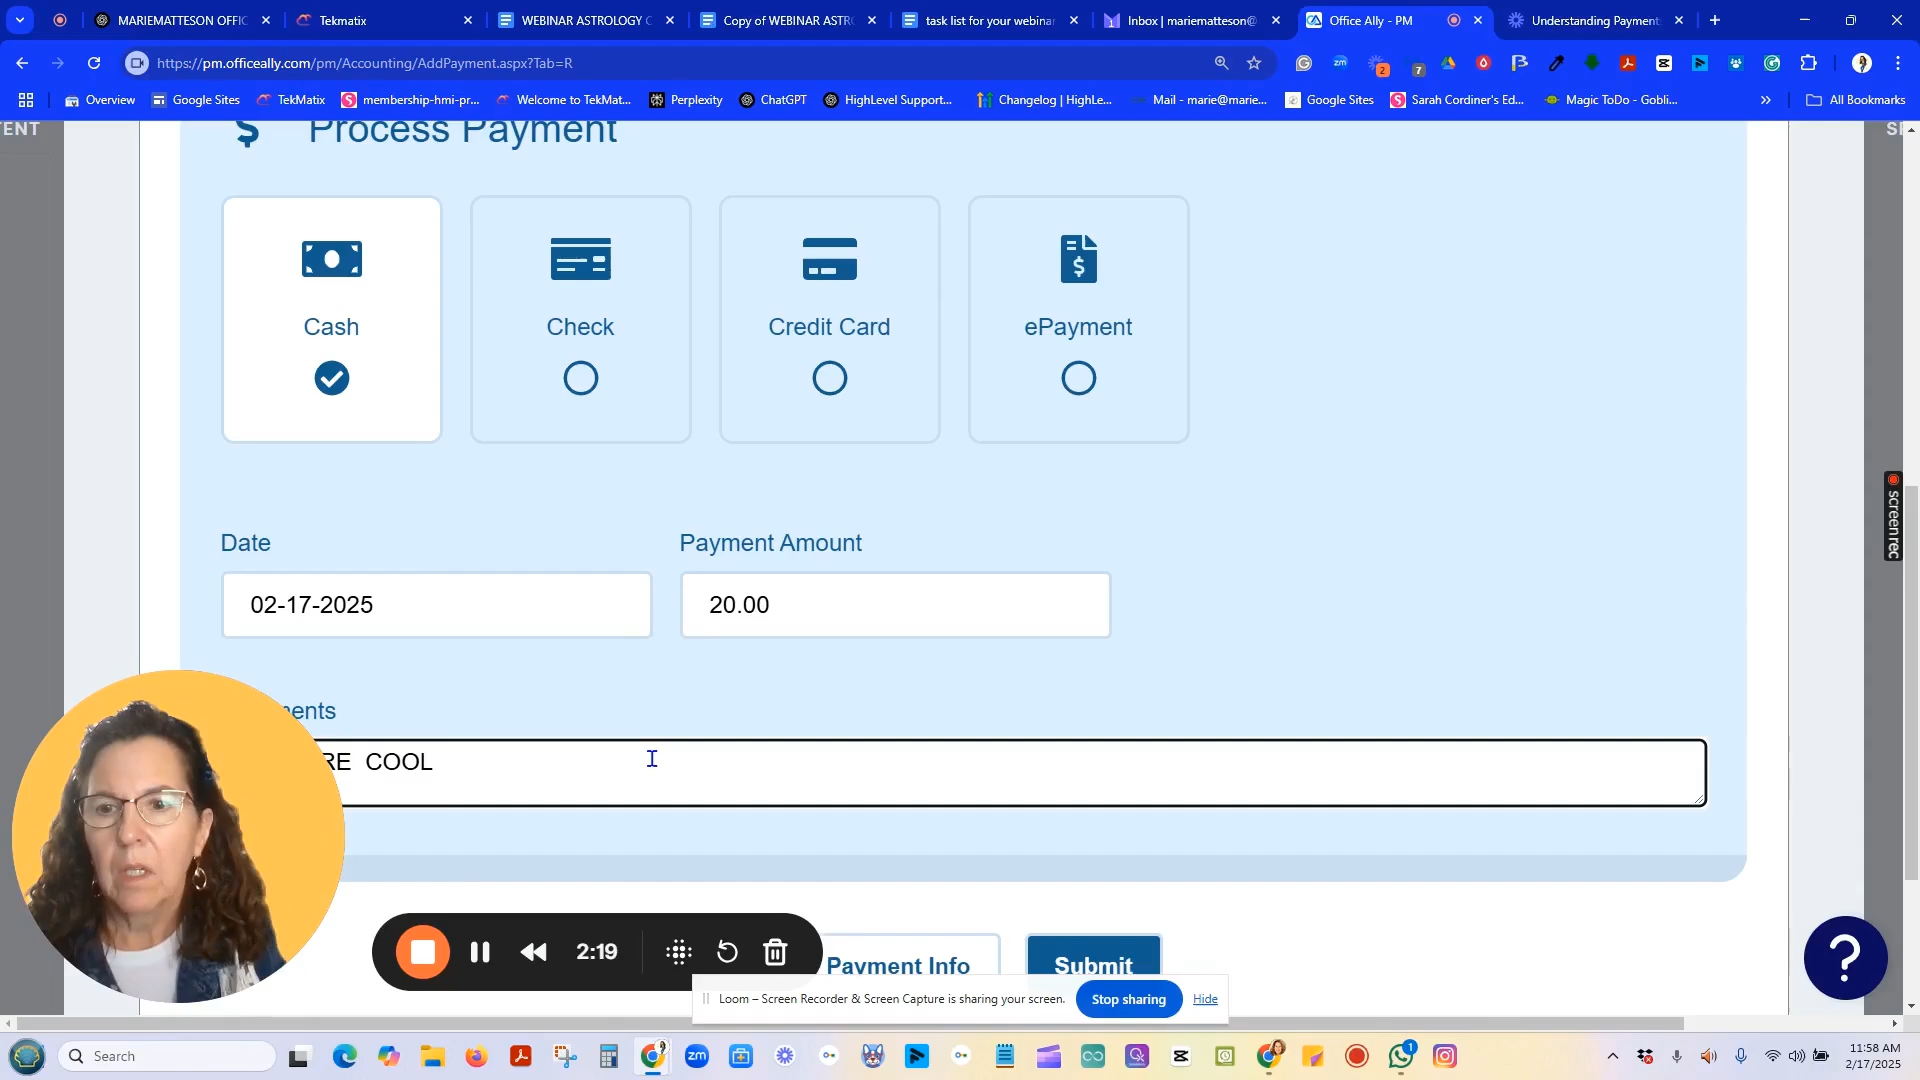 MARIEMATTESON OFFIC
Tekmatix
WEBINAR ASTROLOGY C
Copy of WEBINAR ASTR
task list for your webinar
Inbox | mariematteson@
Office Ally - PM
Understanding Payment
https://pm.officeally.com/pm/Accounting/AddPayment.aspx?Tab=R
2
7
Overview
Google Sites
TekMatix
membership-hmi-pr...
Welcome to TekMat...
Perplexity
ChatGPT
HighLevel Support...
Changelog | HighLe...
Mail - marie@marie...
Google Sites
Sarah Cordiner's Ed...
Magic ToDo - Gobli...
All Bookmarks
Process Payment
Cash
Check
Credit Card
ePayment
Date
Payment Amount
02-17-2025
20.00
ments
RE COOL
2:19
Payment Info
Submit
Loom – Screen Recorder & Screen Capture is sharing your screen.
Stop sharing
Hide
screenrec
Search
1
11:58 AM
2/17/2025